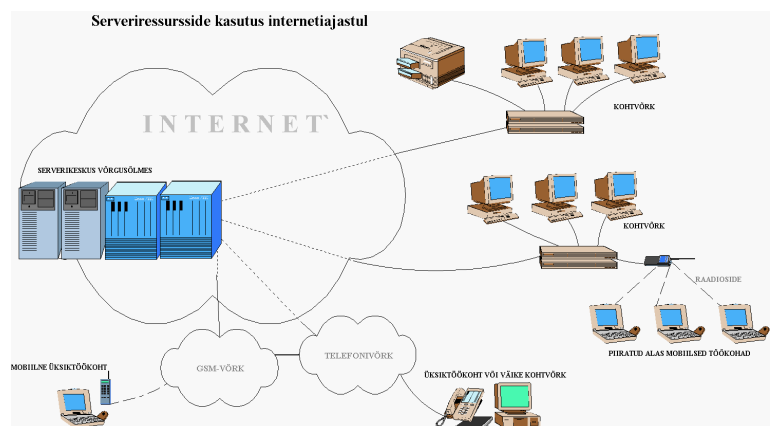 Serveriressursside kasutus internetiajastul
INTERNET`
KOHTVÕRK
SERVERIKESKUS VÕRGUSÕLMES
KOHTVÕRK
RAADIOSIDE
PIIRATUD ALAS MOBIILSED TÖÖKOHAD
TELEFONIVÕRK
GSM-VÕRK
MOBIILNE ÜKSIKTÖÖKOHT
ÜKSIKTÖÖKOHT VÕI VÄIKE KOHTVÕRK